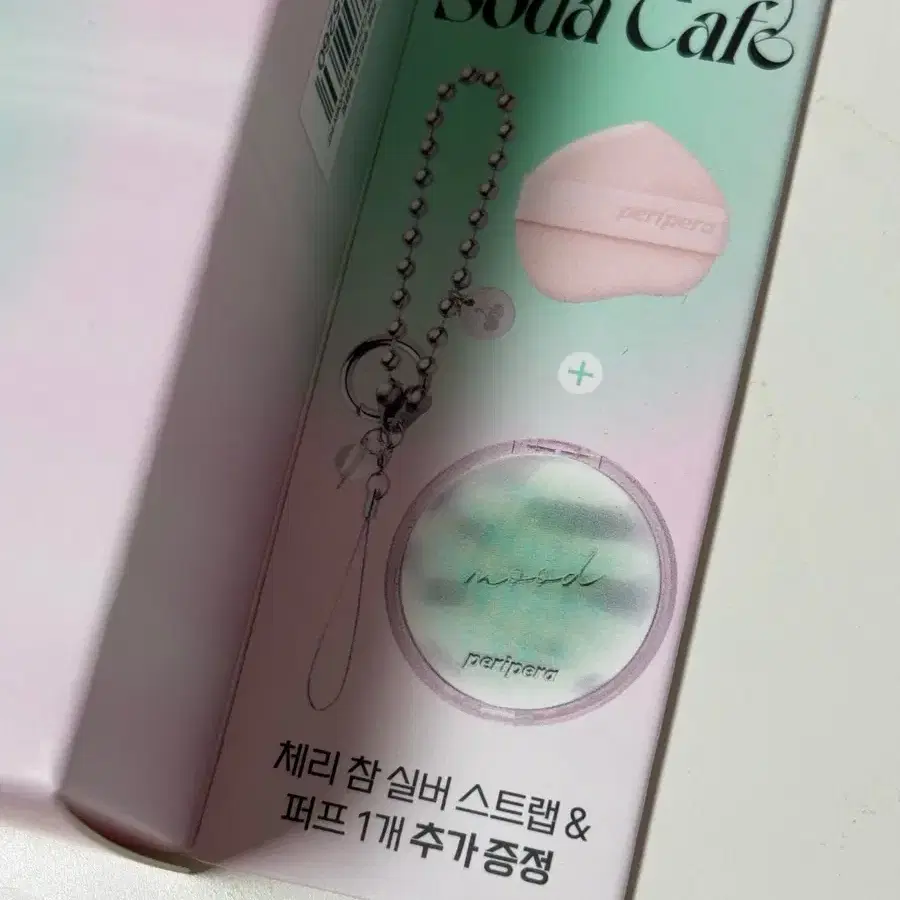 Soda Café
peripera
+
mood
peripera
체리 참 실버 스트랩 &
퍼프 1개 추가 증정